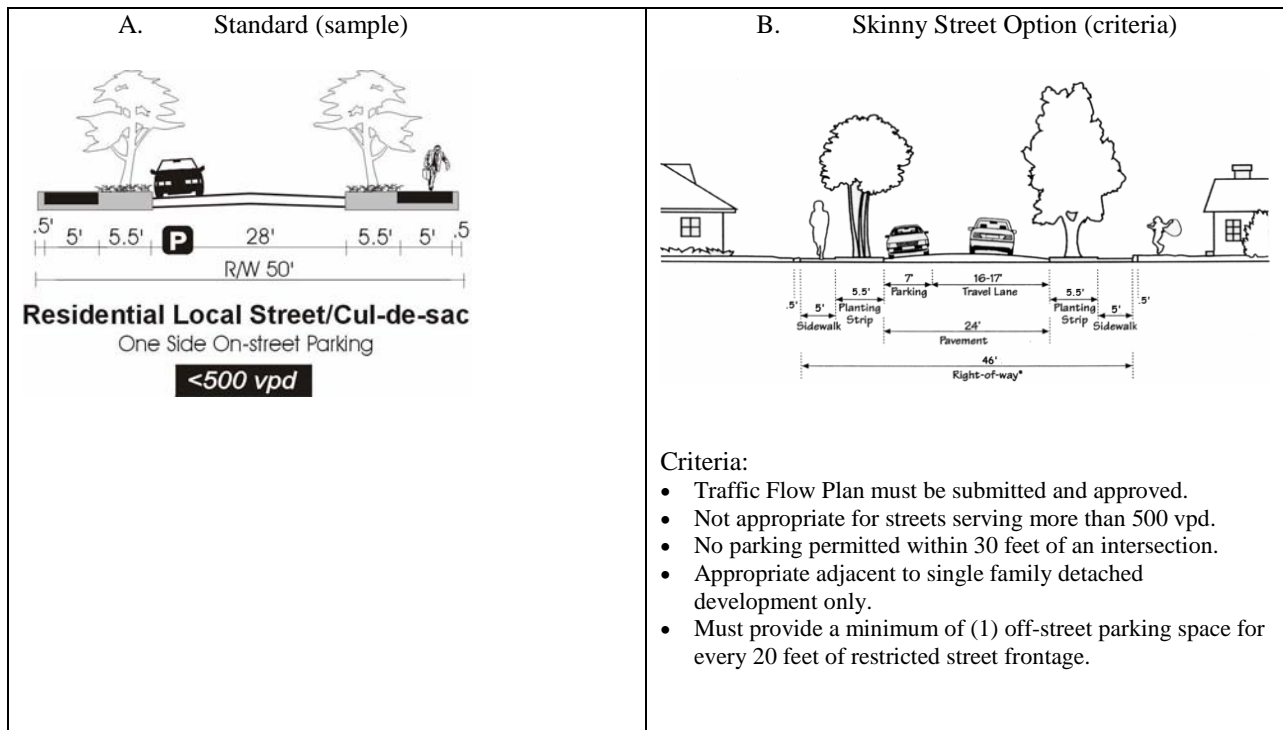 A. Standard (sample)
.5' 5' 5.5' P 28' 5.5' 5' .5
R/W 50'
Residential Local Street/Cul-de-sac
One Side On-street Parking
<500 vpd
B. Skinny Street Option (criteria)
.5' 5' 5.5' 7' 16-17' 5.5' 5' .5'
Sidewalk Planting Strip Parking Travel Lane Planting Strip Sidewalk
24'
Pavement
46'
Right-of-way*
Criteria:
• Traffic Flow Plan must be submitted and approved.
• Not appropriate for streets serving more than 500 vpd.
• No parking permitted within 30 feet of an intersection.
• Appropriate adjacent to single family detached
development only.
• Must provide a minimum of (1) off-street parking space for
every 20 feet of restricted street frontage.